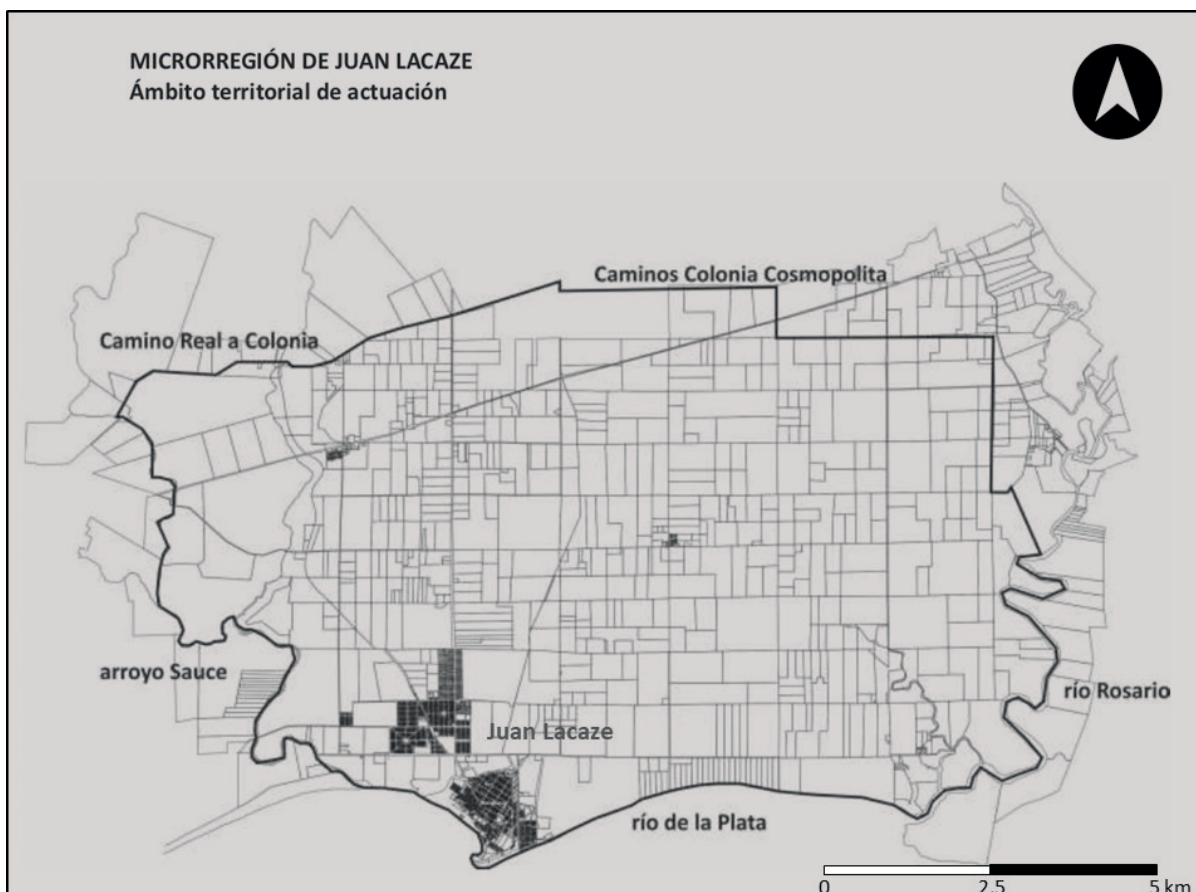 MICRORREGIÓN DE JUAN LACAZE
Ámbito territorial de actuación
Caminos Colonia Cosmopolita
Camino Real a Colonia
arroyo Sauce
río Rosario
Juan Lacaze
río de la Plata
0 2.5 5 km